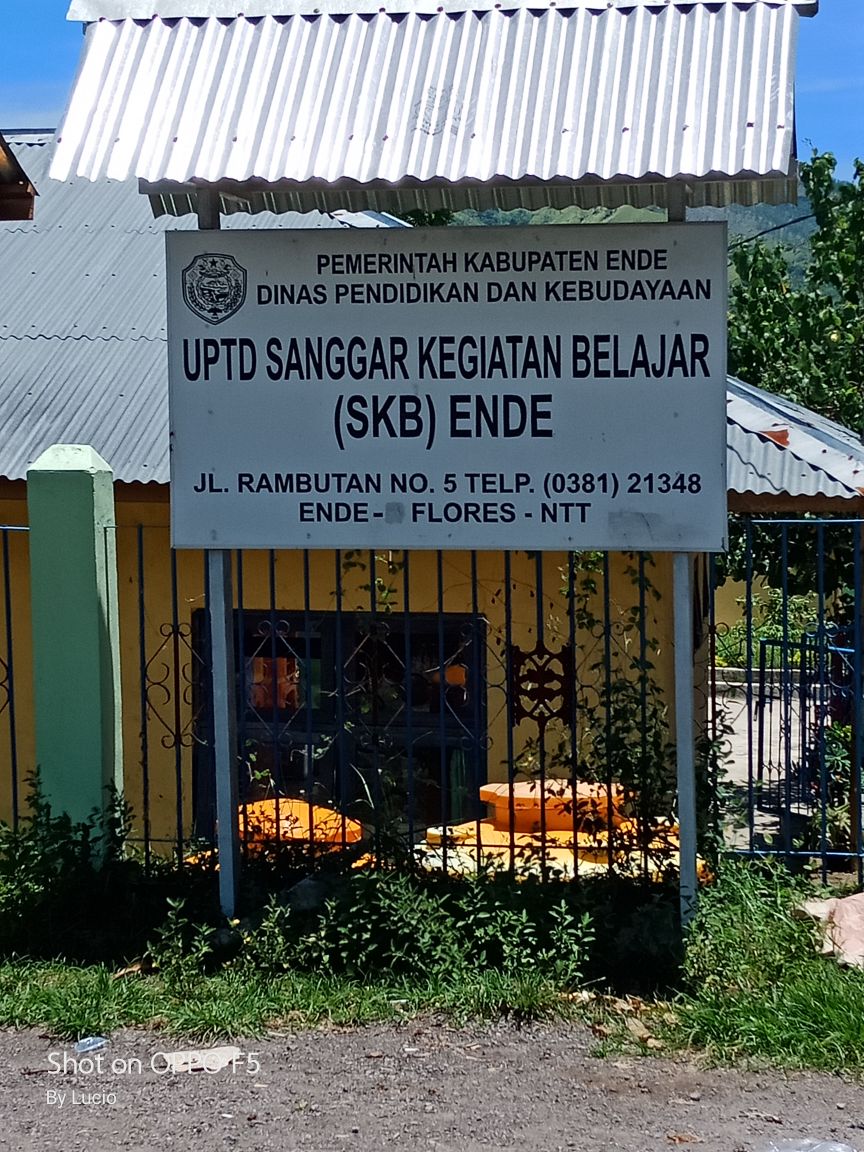 PEMERINTAH KABUPATEN ENDE
DINAS PENDIDIKAN DAN KEBUDAYAAN
UPTD SANGGAR KEGIATAN BELAJAR
(SKB) ENDE
JL. RAMBUTAN NO. 5 TELP. (0381) 21348
ENDE - FLORES - NTT
Shot on OPPO F5
By Lucio